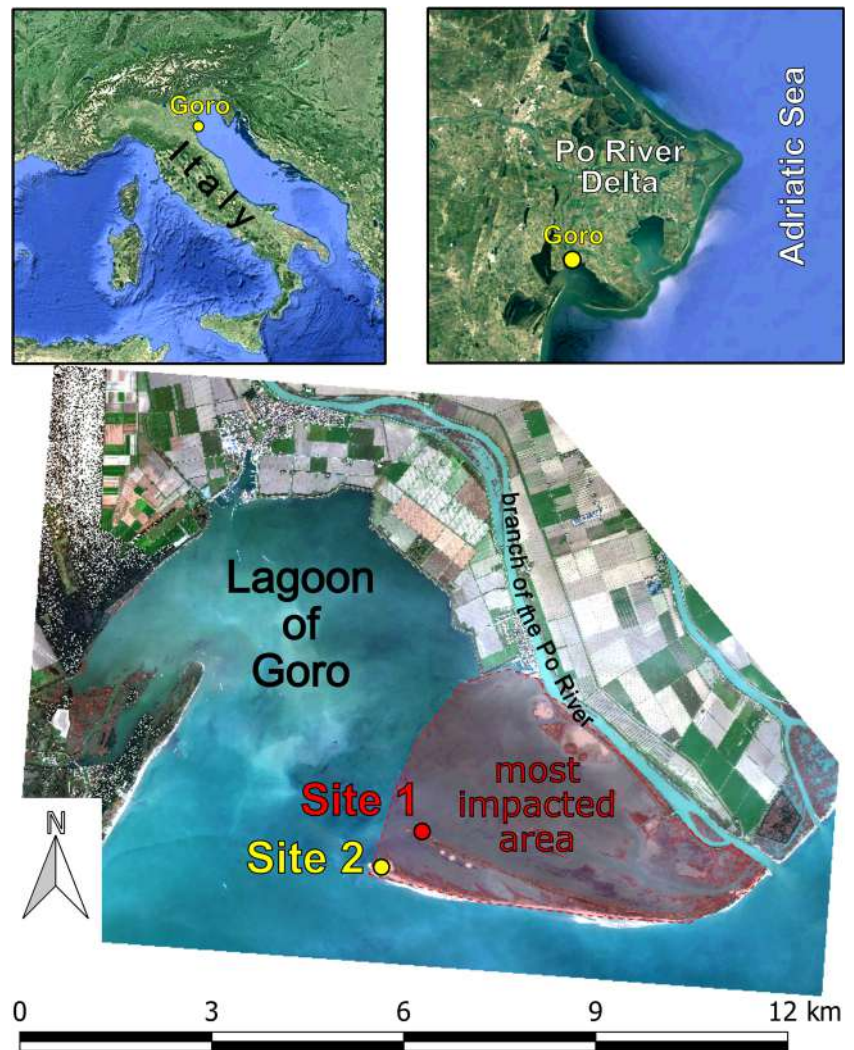 Goro
Italy
Po River
Delta
Goro
Adriatic Sea
Lagoon
of
Goro
branch of the Po River
most
impacted
area
Site 1
Site 2
N
0 3 6 9 12 km